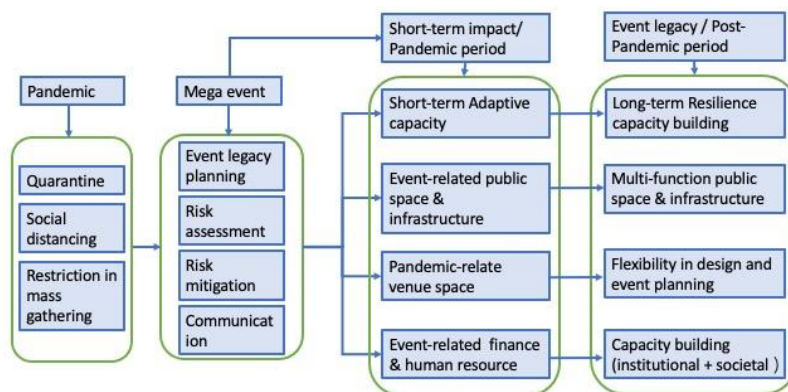 Short-term impact/
Pandemic period
Event legacy / Post-
Pandemic period
Pandemic
Mega event
Short-term Adaptive
capacity
Long-term Resilience
capacity building
Event legacy
planning
Quarantine
Event-related public
space &
infrastructure
Multi-function public
space & infrastructure
Social
distancing
Risk
assessment
Restriction in
mass
gathering
Risk
mitigation
Pandemic-relate
venue space
Flexibility in design and
event planning
Communicat
ion
Event-related finance
& human resource
Capacity building
(institutional + societal )